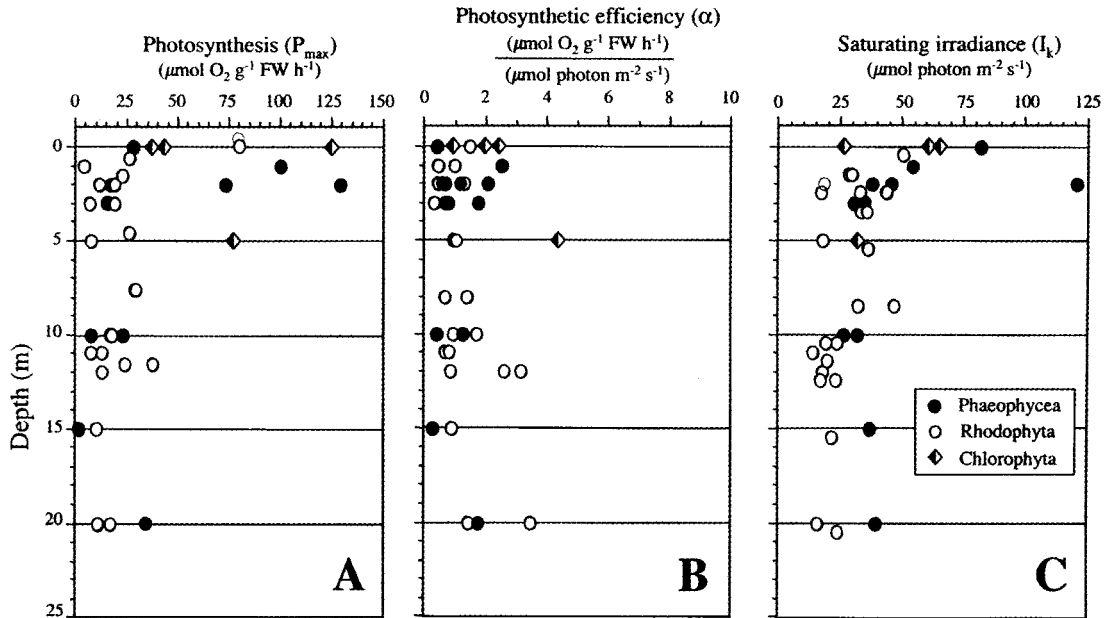 Photosynthesis (Pmax)
(μmol O2 g-1 FW h-1)
0 25 50 75 100 125 150
Photosynthetic efficiency (α)
(μmol O2 g-1 FW h-1)
(μmol photon m-2 s-1)
0 2 4 6 8 10
Saturating irradiance (Ik)
(μmol photon m-2 s-1)
0 25 50 75 100 125
Depth (m)
0
5
10
15
20
25
A
B
C
Phaeophycea
Rhodophyta
Chlorophyta